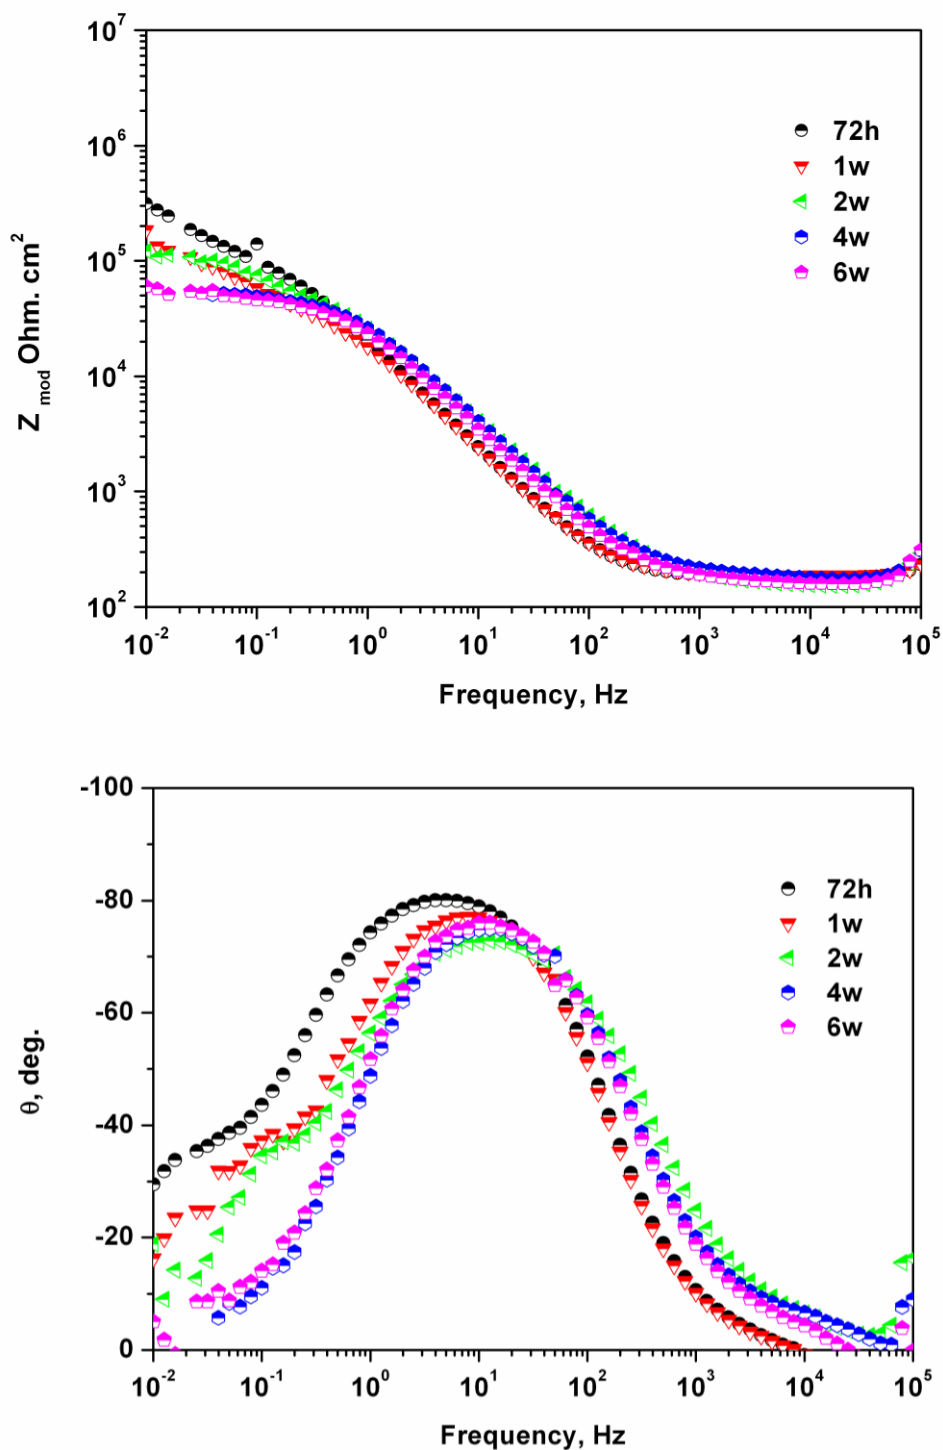 10^7
10^6
10^5
10^4
10^3
10^2
Z_mod Ohm. cm^2
72h
1w
2w
4w
6w
10^-2 10^-1 10^0 10^1 10^2 10^3 10^4 10^5
Frequency, Hz
-100
-80
-60
-40
-20
0
θ, deg.
72h
1w
2w
4w
6w
10^-2 10^-1 10^0 10^1 10^2 10^3 10^4 10^5
Frequency, Hz